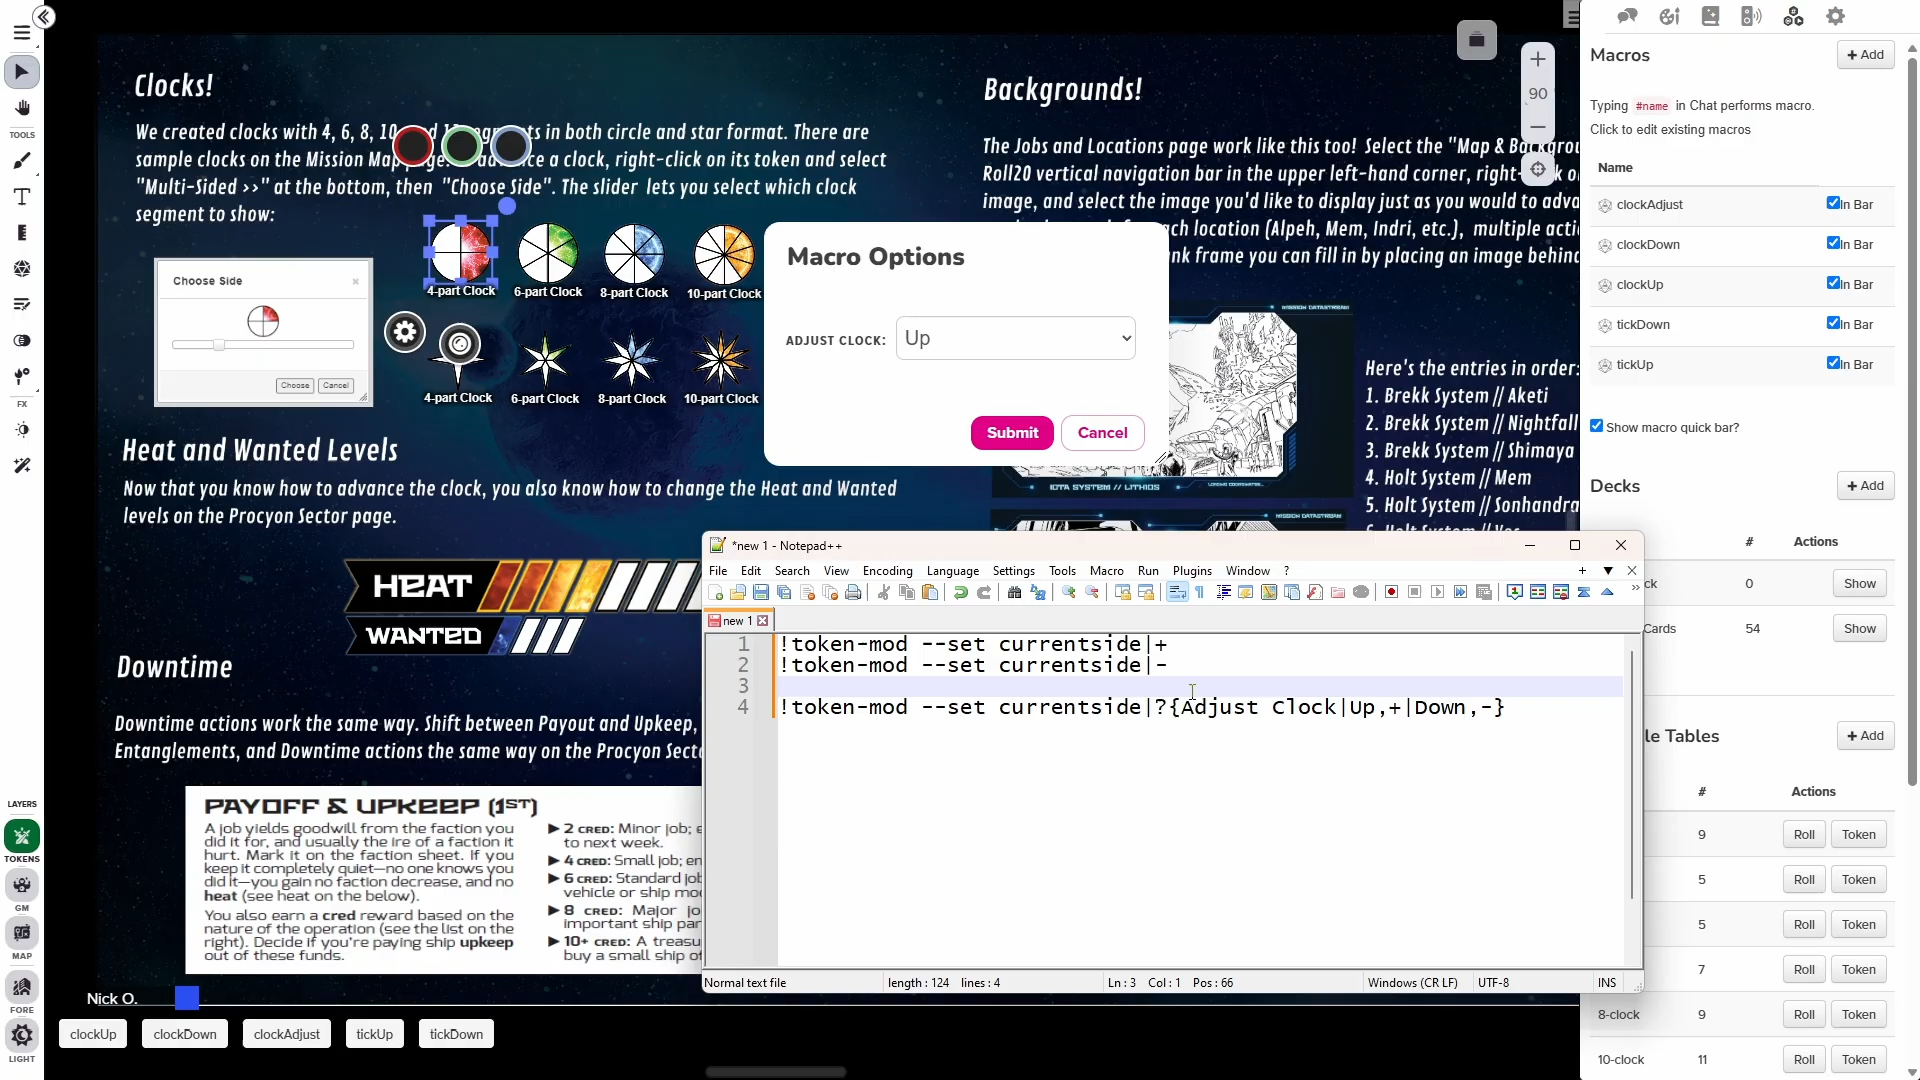 Clocks!
We created clocks with 4, 6, 8, 10
ts in both circle and star format. There are
sample clocks on the Mission Map
ce a clock, right-click on its token and select
"Multi-Sided >>" at the bottom, then "Choose Side". The slider lets you select which clock
segment to show:
Choose Side
×
Choose
Cancel
4-part Clock
6-part Clock
8-part Clock
10-part Clock
4-part Clock
6-part Clock
8-part Clock
10-part Clock
Heat and Wanted Levels
Now that you know how to advance the clock, you also know how to change the Heat and Wanted
levels on the Procyon Sector page.
HEAT
WANTED
Downtime
Downtime actions work the same way. Shift between Payout and Upkeep,
Entanglements, and Downtime actions the same way on the Procyon Sect
PAYOFF & UPKEEP (1ST)
A job yields goodwill from the faction you
did it for, and usually the ire of a faction it
hurt. Mark it on the faction sheet. If you
keep it completely quiet—no one knows you
did it—you gain no faction decrease, and no
heat (see heat on the below).
You also earn a cred reward based on the
nature of the operation (see the list on the
right). Decide if you're paying ship upkeep
out of these funds.
▶ 2 CRED: Minor job;
to next week.
▶ 4 CRED: Small job;
▶ 6 CRED: Standard
vehicle or ship
▶ 8 CRED: Major
important ship
▶ 10+ CRED: A
buy a small ship
Backgrounds!
The Jobs and Locations page work like this too! Select the "Map &
Roll20 vertical navigation bar in the upper left-hand corner,
image, and select the image you'd like to display just as you would to
each location (Alpeh, Mem, Indri, etc.), multiple
frame you can fill in by placing an image behin
MISSION DATASTREAM
IOTA SYSTEM // LITHIOS
MISSION DATASTREAM
Here's the entries in order:
1. Brekk System // Aketi
2. Brekk System // Nightfall
3. Brekk System // Shimaya
4. Holt System // Mem
5. Holt System // Sonhandra
Macro Options
ADJUST CLOCK:
Up
Submit
Cancel
*new 1 - Notepad++
File Edit Search View Encoding Language Settings Tools Macro Run Plugins Window ?
new 1
1 !token-mod --set currentside|+
2 !token-mod --set currentside|-
3
4 !token-mod --set currentside|?{Adjust Clock|Up,+|Down,-}
Normal text file
length : 124 lines : 4
Ln : 3 Col : 1 Pos : 66
Windows (CR LF)
UTF-8
INS
90
TOOLS
FX
LAYERS
TOKENS
GM
MAP
FORE
LIGHT
Nick O.
clockUp
clockDown
clockAdjust
tickUp
tickDown
Macros
+ Add
Typing #name in Chat performs macro.
Click to edit existing macros
Name
clockAdjust In Bar
clockDown In Bar
clockUp In Bar
tickDown In Bar
tickUp In Bar
Show macro quick bar?
Decks
+ Add
# Actions
ck 0 Show
Cards 54 Show
le Tables
+ Add
# Actions
9 Roll Token
5 Roll Token
5 Roll Token
7 Roll Token
8-clock 9 Roll Token
10-clock 11 Roll Token